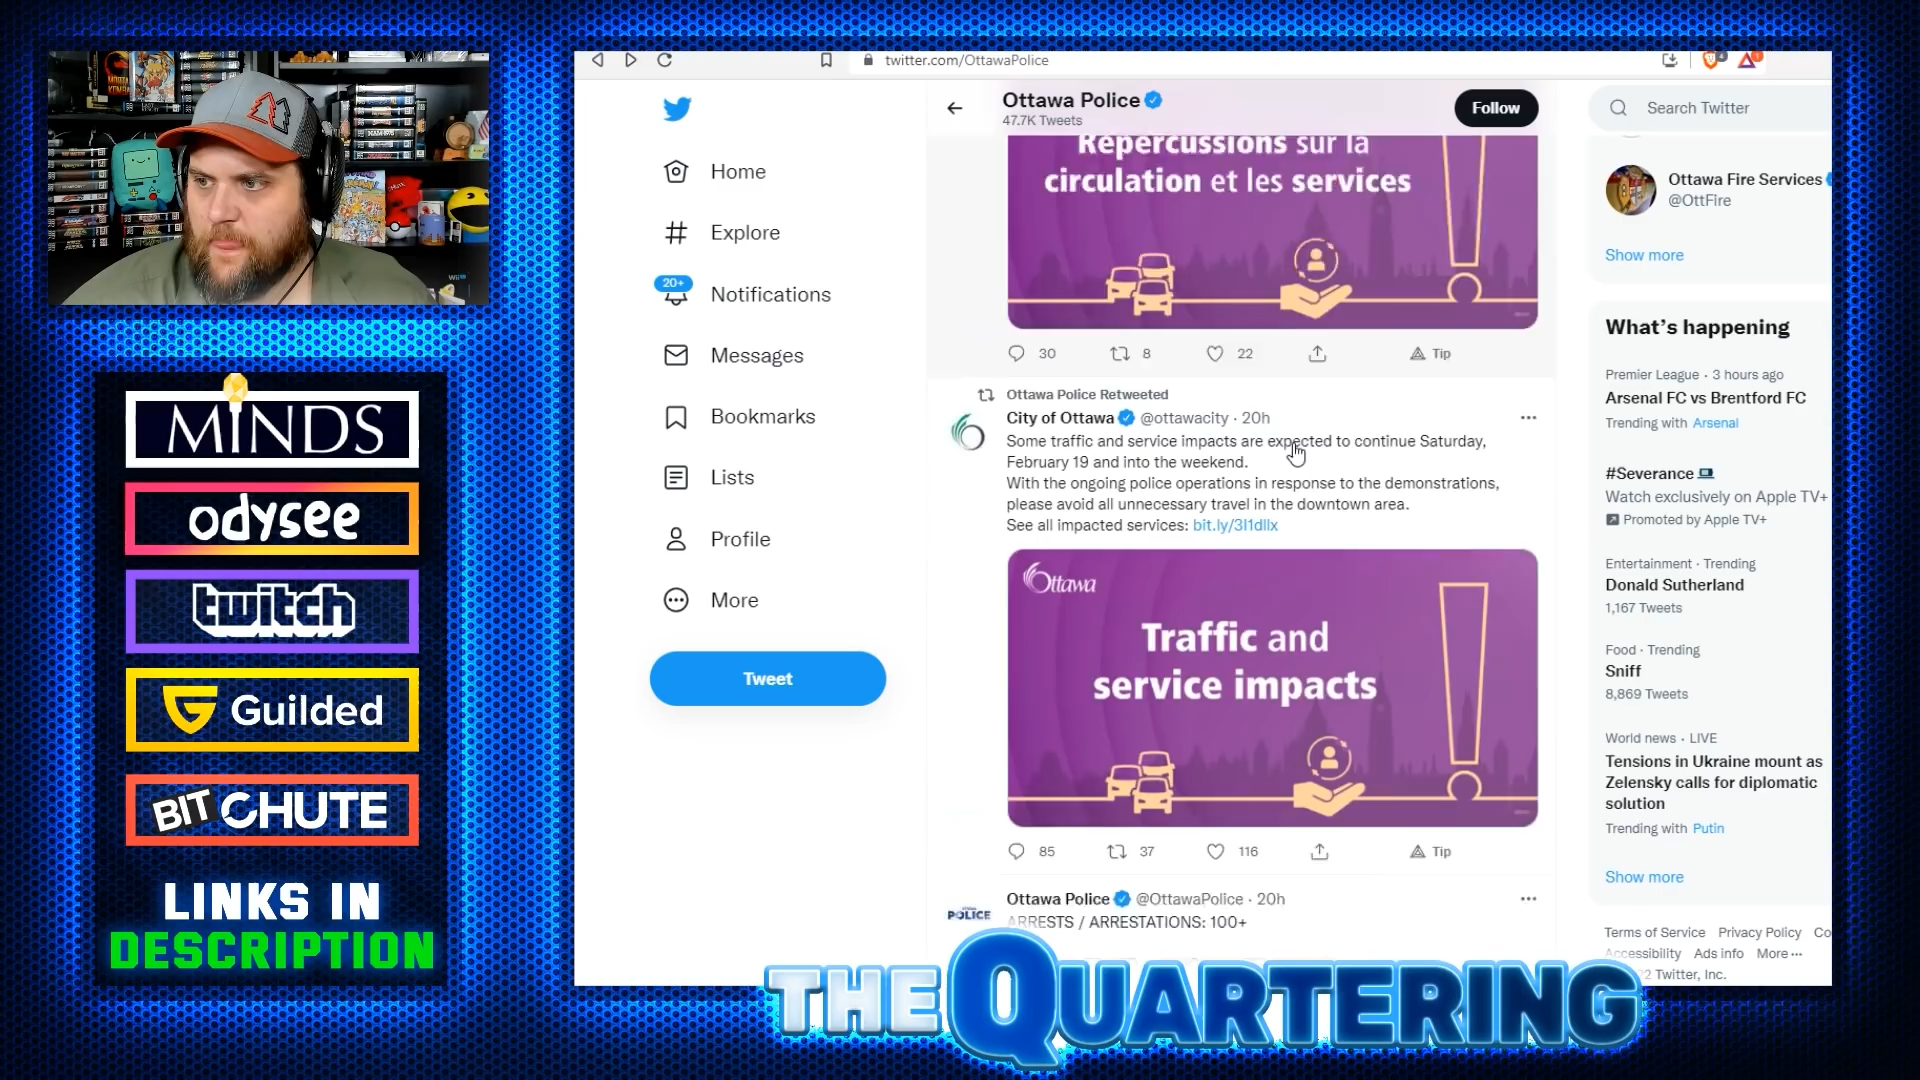 twitter.com/OttawaPolice
Ottawa Police
47.7K Tweets
Follow
Search Twitter
Home
Explore
20+
Notifications
Messages
Bookmarks
Lists
Profile
More
Tweet
Répercussions sur la
circulation et les services
30
8
22
Tip
Ottawa Police Retweeted
City of Ottawa @ottawacity · 20h
Some traffic and service impacts are expected to continue Saturday,
February 19 and into the weekend.
With the ongoing police operations in response to the demonstrations,
please avoid all unnecessary travel in the downtown area.
See all impacted services: bit.ly/3I1dllx
Ottawa
Traffic and
service impacts
85
37
116
Tip
Ottawa Police @OttawaPolice · 20h
POLICE
ARRESTS / ARRESTATIONS: 100+
Ottawa Fire Services
@OttFire
Show more
What's happening
Premier League · 3 hours ago
Arsenal FC vs Brentford FC
Trending with Arsenal
#Severance
Watch exclusively on Apple TV+
Promoted by Apple TV+
Entertainment · Trending
Donald Sutherland
1,167 Tweets
Food · Trending
Sniff
8,869 Tweets
World news · LIVE
Tensions in Ukraine mount as
Zelensky calls for diplomatic
solution
Trending with Putin
Show more
Terms of Service Privacy Policy Co
Accessibility Ads info More ···
22 Twitter, Inc.
MINDS
odysee
twitch
Guilded
BITCHUTE
LINKS IN
DESCRIPTION
THE QUARTERING